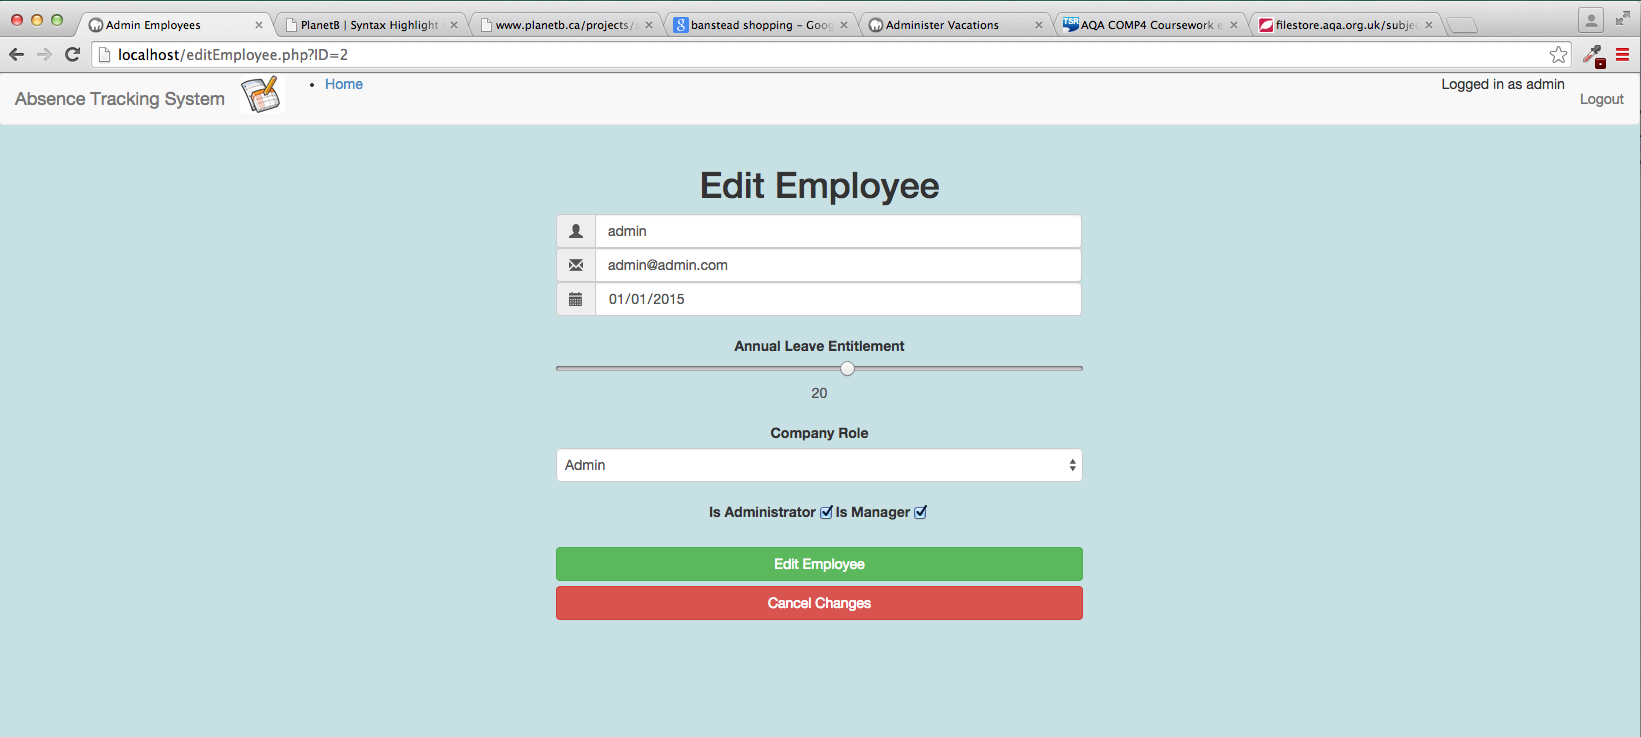 Admin Employees
PlanetB | Syntax Highlight
www.planetb.ca/projects/s
banstead shopping - Goog
Administer Vacations
AQA COMP4 Coursework e
filestore.aqa.org.uk/subje
localhost/editEmployee.php?ID=2
Absence Tracking System
• Home
Logged in as admin
Logout
Edit Employee
admin
admin@admin.com
01/01/2015
Annual Leave Entitlement
20
Company Role
Admin
Is Administrator Is Manager
Edit Employee
Cancel Changes